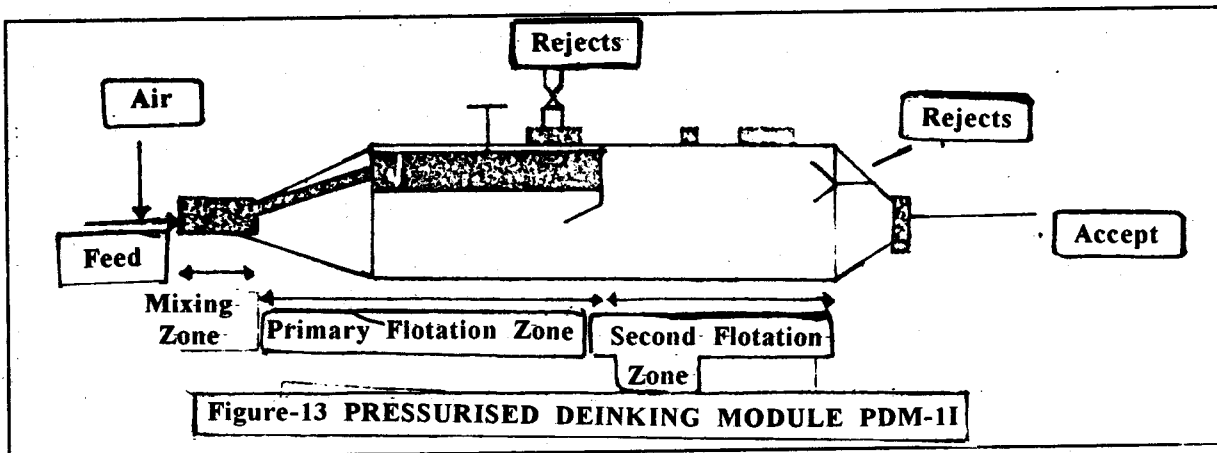 Rejects
Air
Rejects
Feed
Accept
Mixing
Zone
Primary Flotation Zone
Second Flotation
Zone
Figure-13 PRESSURISED DEINKING MODULE PDM-1I